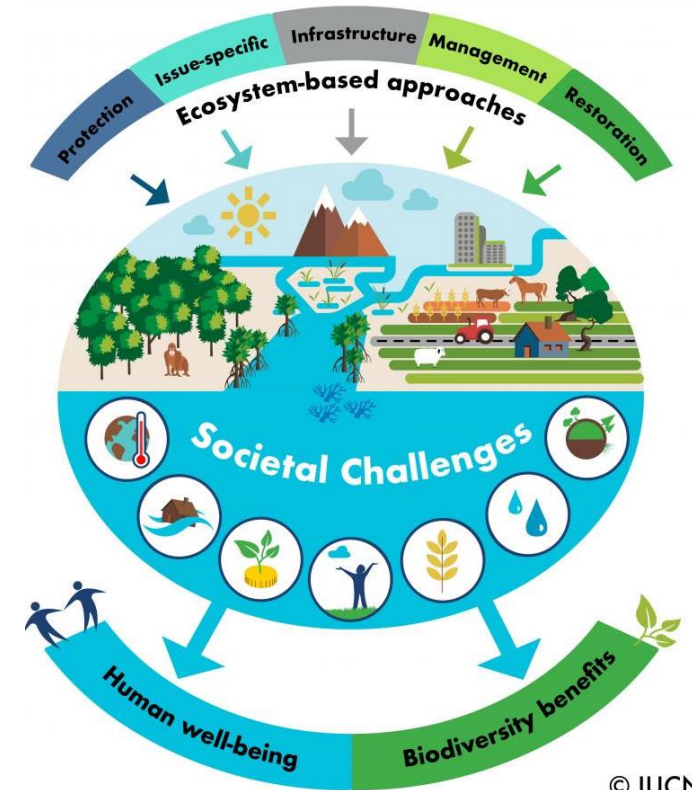 Protection
Issue-specific
Infrastructure
Management
Restoration
Ecosystem-based approaches
Societal Challenges
Human well-being
Biodiversity benefits
© IUCN